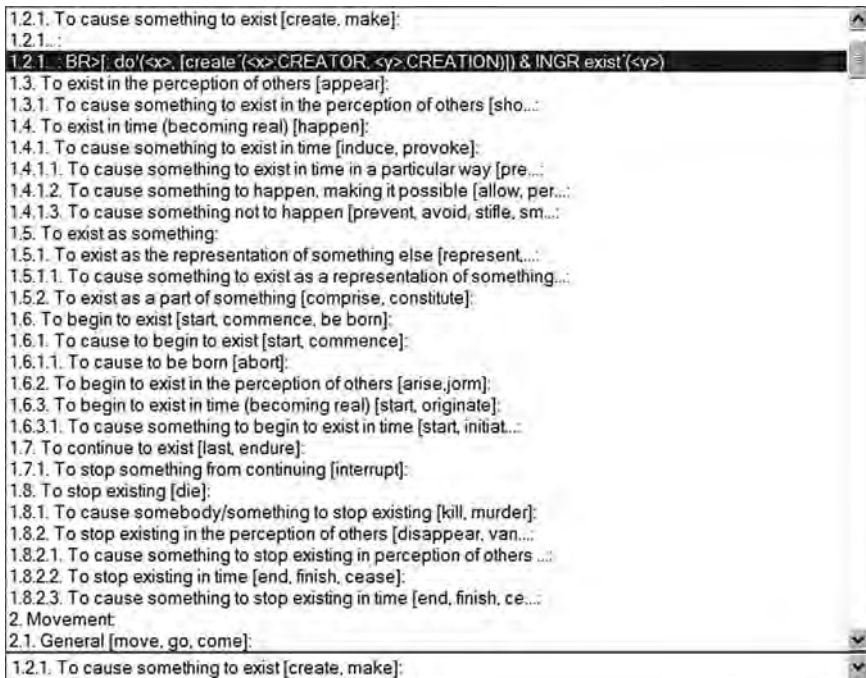 1.2.1. To cause something to exist [create, make]:
1.2.1...:
1.2.1. .: BR>[; do'(<x>, [create´(<x>:CREATOR, <y>:CREATION)]) & INGR exist´(<y>)
1.3. To exist in the perception of others [appear]:
1.3.1. To cause something to exist in the perception of others [sho...:
1.4. To exist in time (becoming real) [happen]:
1.4.1. To cause something to exist in time [induce, provoke]:
1.4.1.1. To cause something to exist in time in a particular way [pre...:
1.4.1.2. To cause something to happen, making it possible [allow, per...:
1.4.1.3. To cause something not to happen [prevent, avoid, stifle, sm...:
1.5. To exist as something:
1.5.1. To exist as the representation of something else [represent,...:
1.5.1.1. To cause something to exist as a representation of something...:
1.5.2. To exist as a part of something [comprise, constitute]:
1.6. To begin to exist [start, commence, be born]:
1.6.1. To cause to begin to exist [start, commence]:
1.6.1.1. To cause to be born [abort]:
1.6.2. To begin to exist in the perception of others [arise,jorm]:
1.6.3. To begin to exist in time (becoming real) [start, originate]:
1.6.3.1. To cause something to begin to exist in time [start, initiat...:
1.7. To continue to exist [last, endure]:
1.7.1. To stop something from continuing [interrupt]:
1.8. To stop existing [die]:
1.8.1. To cause somebody/something to stop existing [kill, murder]:
1.8.2. To stop existing in the perception of others [disappear, van...:
1.8.2.1. To cause something to stop existing in perception of others ...:
1.8.2.2. To stop existing in time [end, finish, cease]:
1.8.2.3. To cause something to stop existing in time [end, finish, ce...:
2. Movement:
2.1. General [move, go, come]:
1.2.1. To cause something to exist [create, make]: